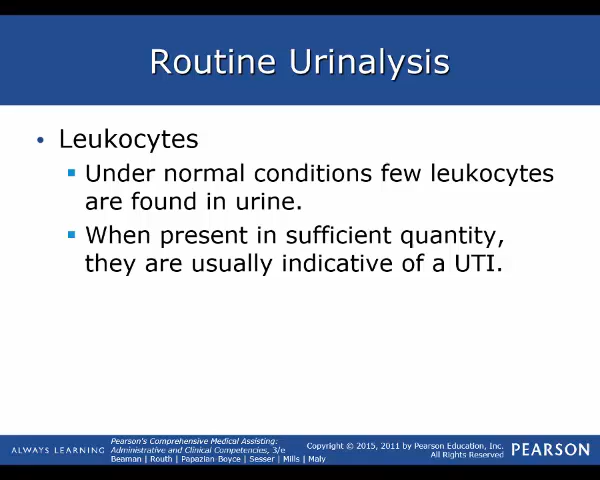 Routine Urinalysis
• Leukocytes
▪ Under normal conditions few leukocytes
are found in urine.
▪ When present in sufficient quantity,
they are usually indicative of a UTI.
ALWAYS LEARNING
Pearson's Comprehensive Medical Assisting:
Administrative and Clinical Competencies, 3/e
Beaman | Routh | Papazian Boyce | Sesser | Mills | Maly
Copyright © 2015, 2011 by Pearson Education, Inc.
All Rights Reserved
PEARSON